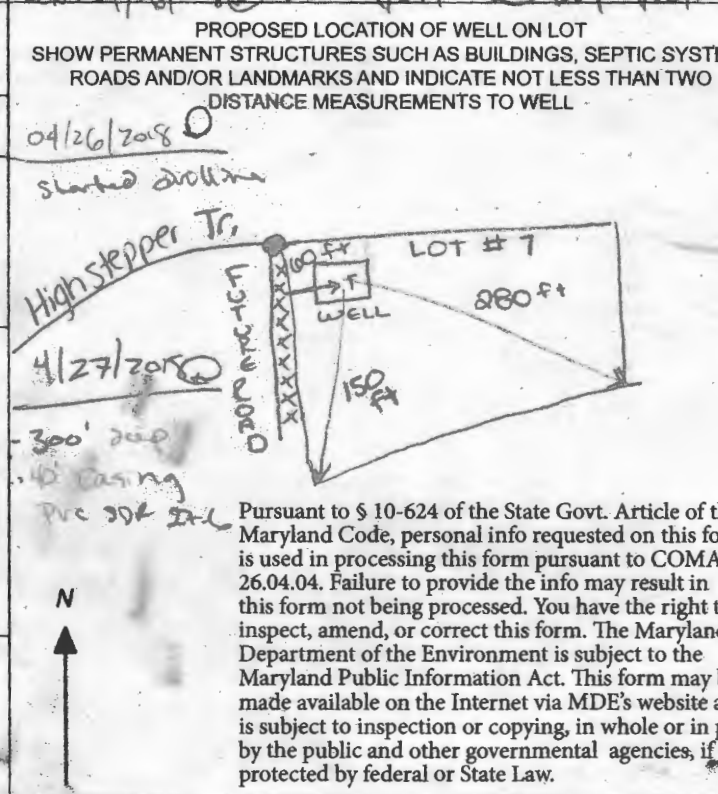 PROPOSED LOCATION OF WELL ON LOT
SHOW PERMANENT STRUCTURES SUCH AS BUILDINGS, SEPTIC SYSTE
ROADS AND/OR LANDMARKS AND INDICATE NOT LESS THAN TWO
DISTANCE MEASUREMENTS TO WELL
04/26/2018
Started drilling
Highstepper Tr.
60 ft
LOT # 7
FUTURE ROAD
WELL
280 ft
150 ft
4/27/2018
- 300' deep
40' casing
PVC SDR
N
Pursuant to § 10-624 of the State Govt. Article of th
Maryland Code, personal info requested on this fo
is used in processing this form pursuant to COMA
26.04.04. Failure to provide the info may result in
this form not being processed. You have the right t
inspect, amend, or correct this form. The Maryland
Department of the Environment is subject to the
Maryland Public Information Act. This form may b
made available on the Internet via MDE's website a
is subject to inspection or copying, in whole or in p
by the public and other governmental agencies, if
protected by federal or State Law.